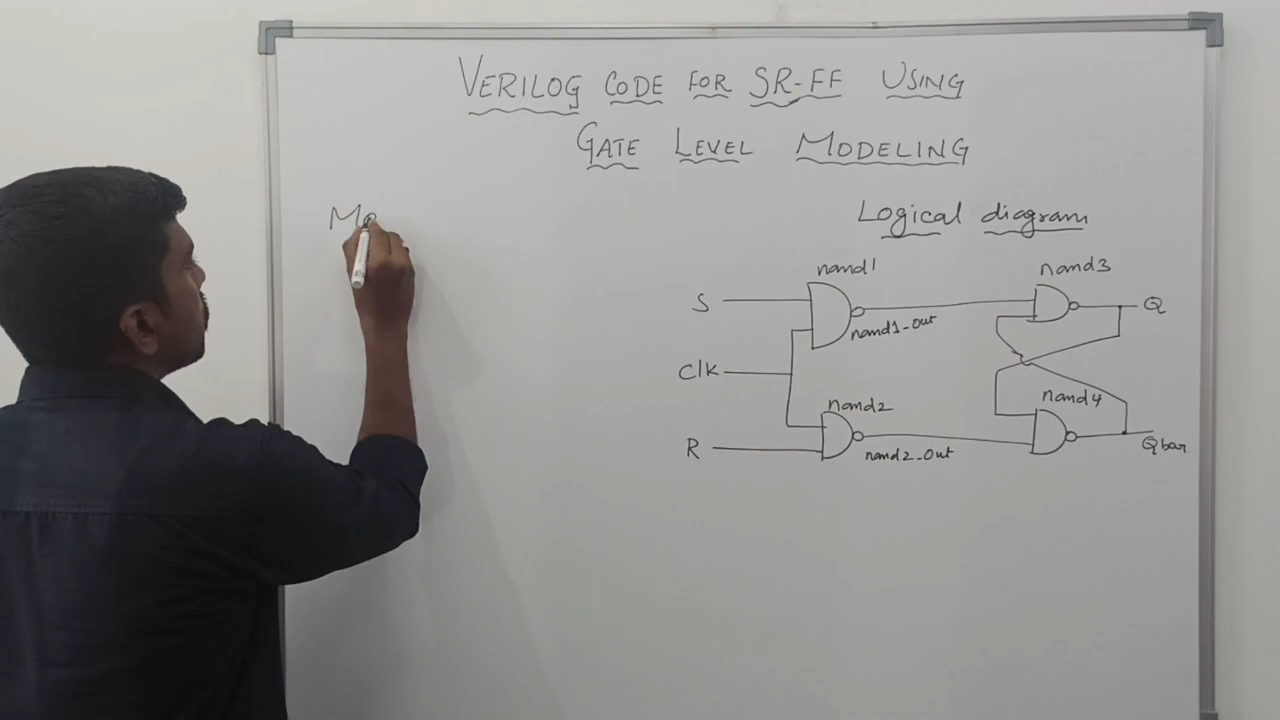 VERILOG CODE FOR SR-FF USING
GATE LEVEL MODELING
Mo
Logical diagram
nand1
nand3
S
Q
nand1-out
Clk
nand2
nand4
R
nand2-out
Qbar